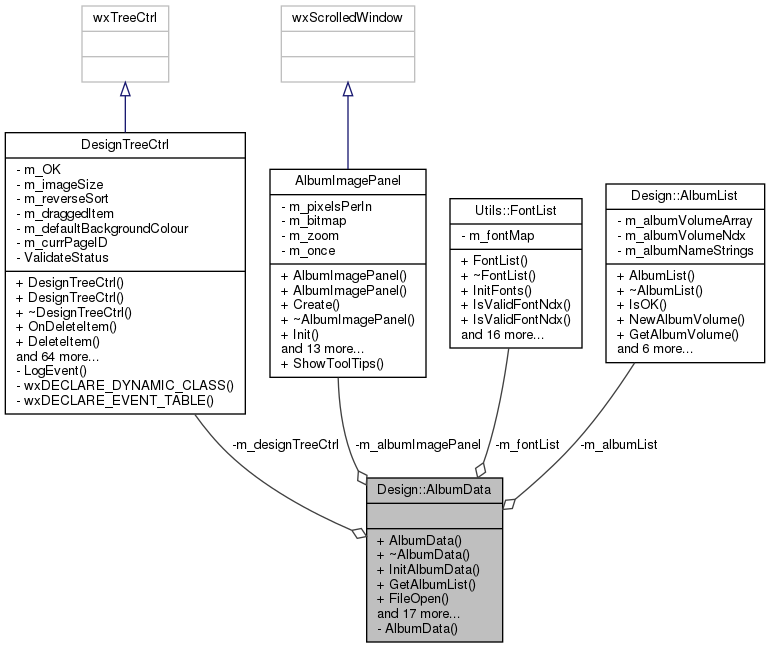 wxTreeCtrl
wxScrolledWindow
DesignTreeCtrl
- m_OK
- m_imageSize
- m_reverseSort
- m_draggedItem
- m_defaultBackgroundColour
- m_currPageID
- ValidateStatus
+ DesignTreeCtrl()
+ DesignTreeCtrl()
+ ~DesignTreeCtrl()
+ OnDeleteItem()
+ DeleteItem()
and 64 more...
- LogEvent()
- wxDECLARE_DYNAMIC_CLASS()
- wxDECLARE_EVENT_TABLE()
AlbumImagePanel
- m_pixelsPerIn
- m_bitmap
- m_zoom
- m_once
+ AlbumImagePanel()
+ AlbumImagePanel()
+ Create()
+ ~AlbumImagePanel()
+ Init()
and 13 more...
+ ShowToolTips()
Utils::FontList
- m_fontMap
+ FontList()
+ ~FontList()
+ InitFonts()
+ IsValidFontNdx()
+ IsValidFontNdx()
and 16 more...
Design::AlbumList
- m_albumVolumeArray
- m_albumVolumeNdx
- m_albumNameStrings
+ AlbumList()
+ ~AlbumList()
+ IsOK()
+ NewAlbumVolume()
+ GetAlbumVolume()
and 6 more...
-m_designTreeCtrl
-m_albumImagePanel
-m_fontList
-m_albumList
Design::AlbumData
+ AlbumData()
+ ~AlbumData()
+ InitAlbumData()
+ GetAlbumList()
+ FileOpen()
and 17 more...
- AlbumData()